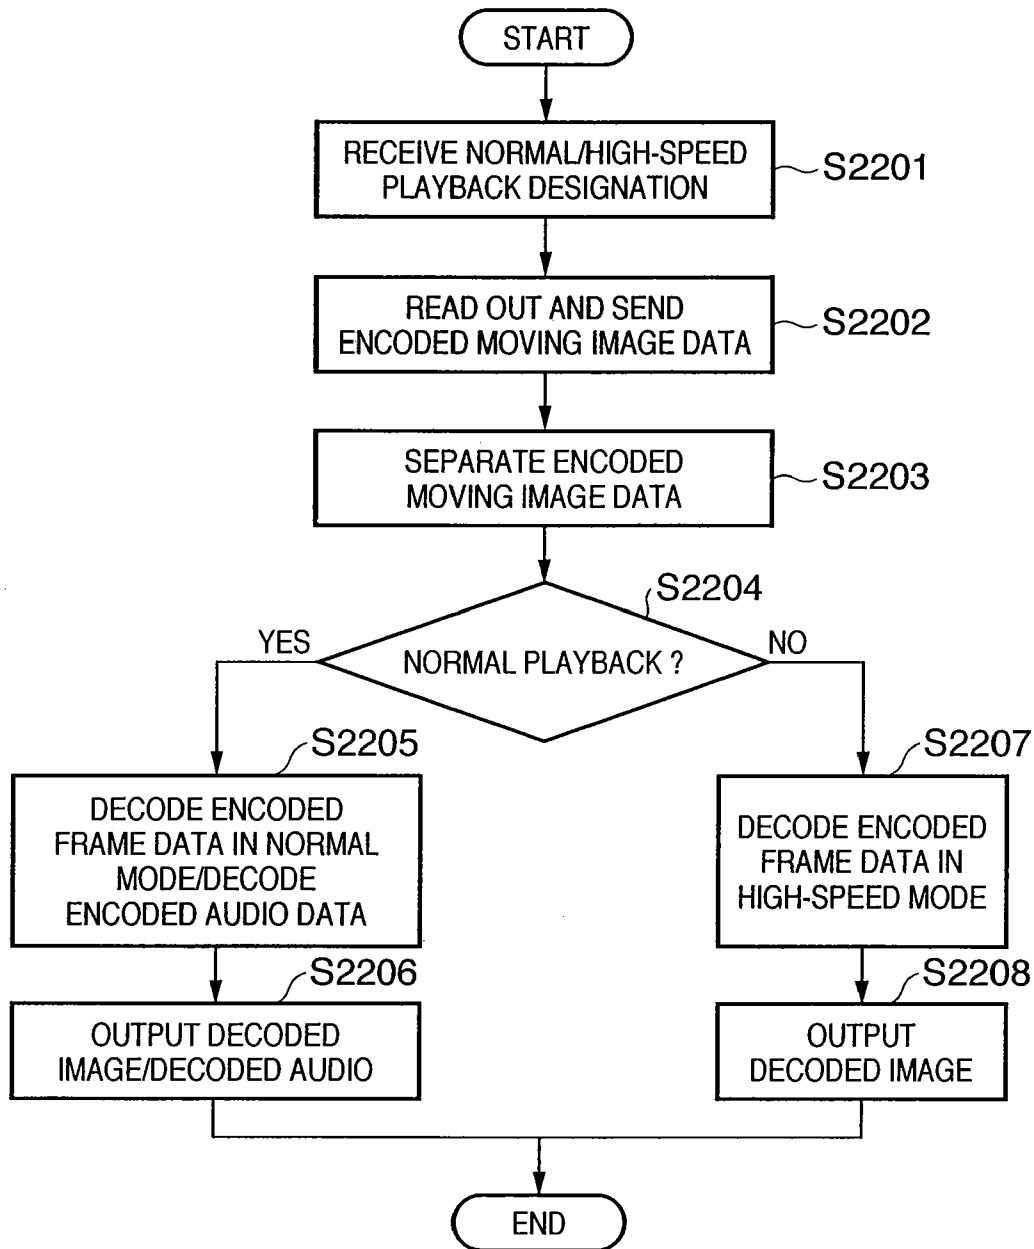 START
RECEIVE NORMAL/HIGH-SPEED
PLAYBACK DESIGNATION
S2201
READ OUT AND SEND
ENCODED MOVING IMAGE DATA
S2202
SEPARATE ENCODED
MOVING IMAGE DATA
S2203
S2204
YES
NORMAL PLAYBACK ?
NO
S2205
DECODE ENCODED
FRAME DATA IN NORMAL
MODE/DECODE
ENCODED AUDIO DATA
S2207
DECODE ENCODED
FRAME DATA IN
HIGH-SPEED MODE
S2206
OUTPUT DECODED
IMAGE/DECODED AUDIO
S2208
OUTPUT
DECODED IMAGE
END